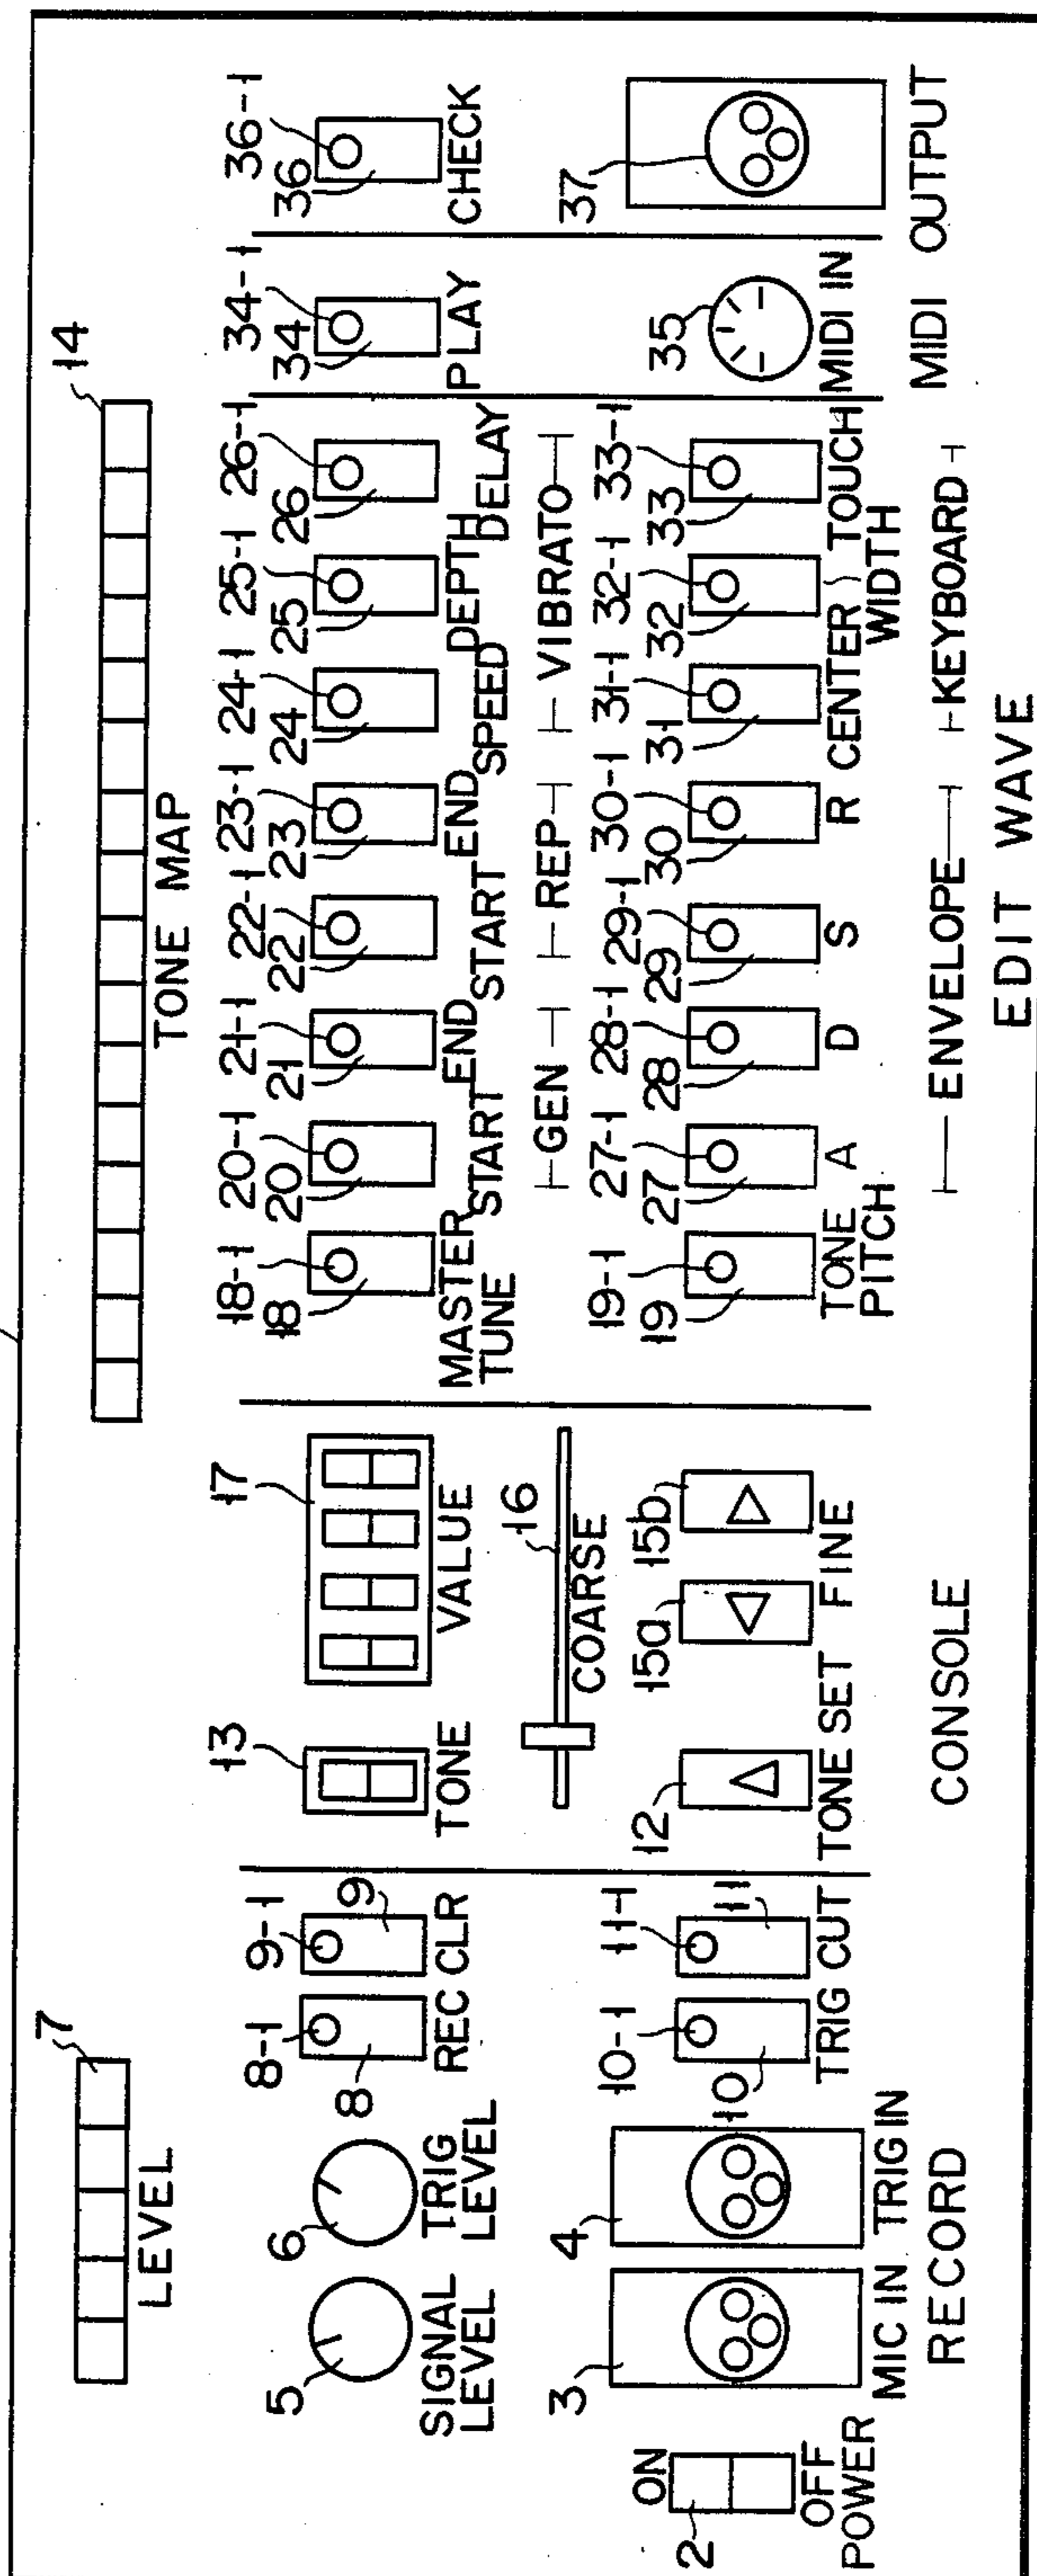 7
14
LEVEL
TONE MAP
5
6
8-1
9-1
8
9
SIGNAL LEVEL
TRIG LEVEL
REC
CLR
13
17
TONE
VALUE
18-1
18
20-1
20
21-1
21
22-1
22
23-1
23
24-1
24
25-1
25
26-1
26
34-1
34
36-1
36
MASTER TUNE
START
END
START
END
SPEED
DEPTH
DELAY
PLAY
CHECK
16
COARSE
GEN
REP
VIBRATO
ON
2
OFF
POWER
3
4
10-1
10
11-1
11
MIC IN
TRIG IN
TRIG
CUT
12
15a
15b
TONE SET
FINE
19-1
19
27-1
27
28-1
28
29-1
29
30-1
30
31-1
31
32-1
32
33-1
33
35
37
TONE PITCH
A
D
S
R
CENTER
WIDTH
TOUCH
MIDI IN
ENVELOPE
KEYBOARD
RECORD
CONSOLE
EDIT WAVE
MIDI
OUTPUT